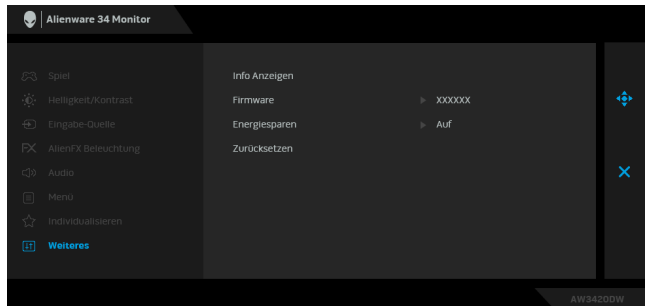 Alienware 34 Monitor
Spiel
Info Anzeigen
Helligkeit/Kontrast
Firmware
XXXXXX
Eingabe-Quelle
Energiesparen
Auf
AlienFX Beleuchtung
Zurücksetzen
Audio
Menü
Individualisieren
Weiteres
AW3420DW